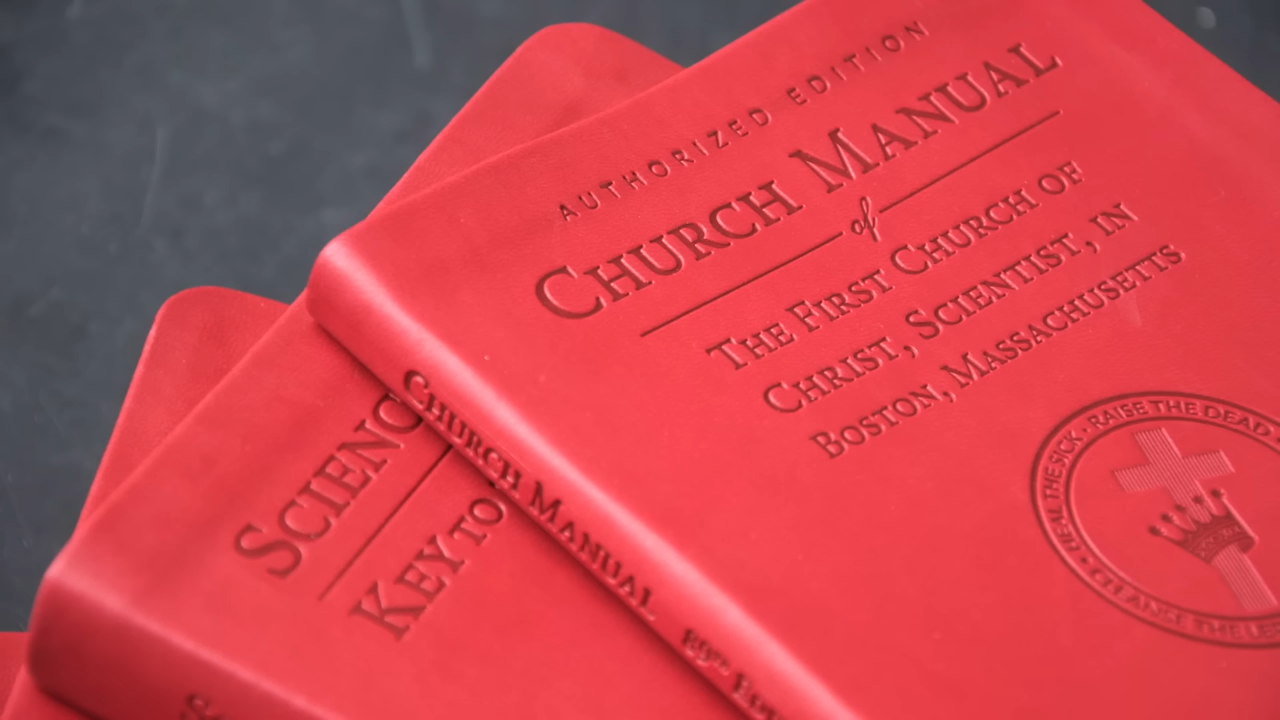 AUTHORIZED EDITION
CHURCH MANUAL
of
THE FIRST CHURCH OF
CHRIST, SCIENTIST, IN
BOSTON, MASSACHUSETTS
HEAL THE SICK · RAISE THE DEAD
· CLEANSE THE
CHURCH MANUAL 89th
SCIENC
KEY TO